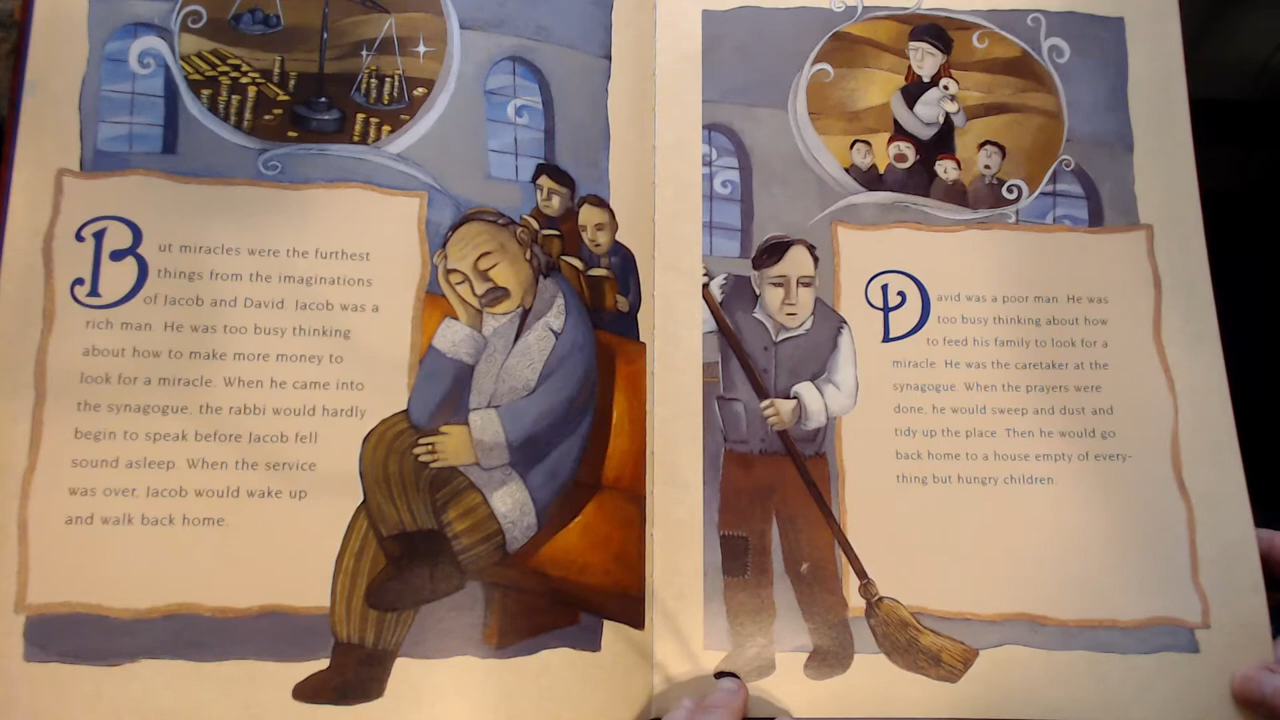 But miracles were the furthest
things from the imaginations
of Jacob and David. Jacob was a
rich man. He was too busy thinking
about how to make more money to
look for a miracle. When he came into
the synagogue, the rabbi would hardly
begin to speak before Jacob fell
sound asleep. When the service
was over, Jacob would wake up
and walk back home.
David was a poor man. He was
too busy thinking about how
to feed his family to look for a
miracle. He was the caretaker at the
synagogue. When the prayers were
done, he would sweep and dust and
tidy up the place. Then he would go
back home to a house empty of every-
thing but hungry children.